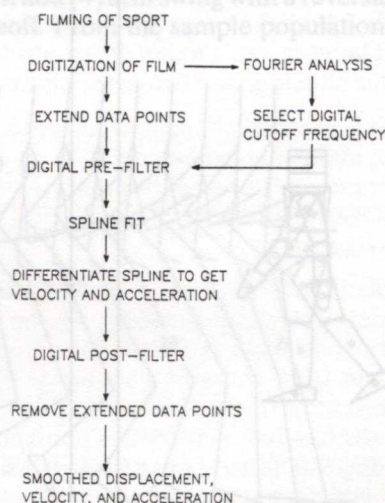 FILMING OF SPORT
DIGITIZATION OF FILM
FOURIER ANALYSIS
EXTEND DATA POINTS
SELECT DIGITAL
CUTOFF FREQUENCY
DIGITAL PRE-FILTER
SPLINE FIT
DIFFERENTIATE SPLINE TO GET
VELOCITY AND ACCELERATION
DIGITAL POST-FILTER
REMOVE EXTENDED DATA POINTS
SMOOTHED DISPLACEMENT,
VELOCITY, AND ACCELERATION